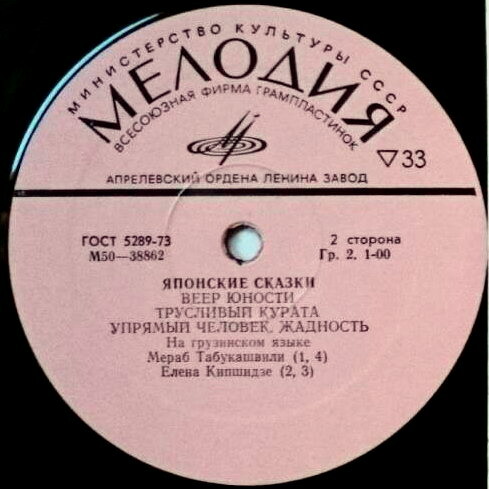 МИНИСТЕРСТВО КУЛЬТУРЫ СССР
МЕЛОДИЯ
ВСЕСОЮЗНАЯ ФИРМА ГРАМПЛАСТИНОК
▽33
АПРЕЛЕВСКИЙ ОРДЕНА ЛЕНИНА ЗАВОД
ГОСТ 5289-73
М50—38862
2 сторона
Гр. 2. 1-00
ЯПОНСКИЕ СКАЗКИ
ВЕЕР ЮНОСТИ
ТРУСЛИВЫЙ КУРАТА
УПРЯМЫЙ ЧЕЛОВЕК. ЖАДНОСТЬ
На грузинском языке
Мераб Табукашвили (1, 4)
Елена Кипшидзе (2, 3)